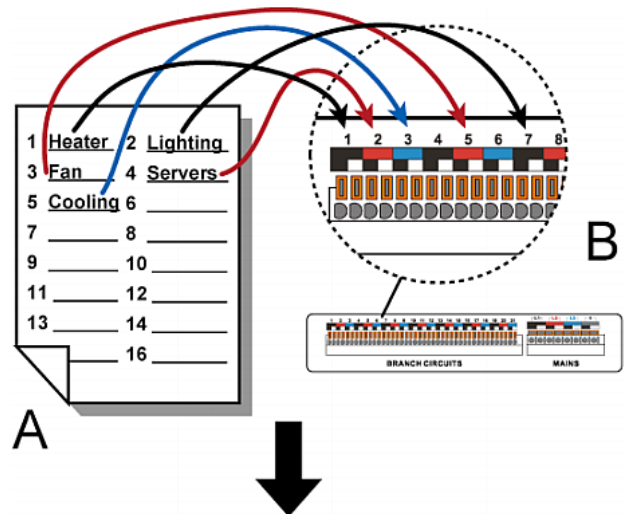 1 2 3 4 5 6 7 8
1 Heater 2 Lighting
3 Fan 4 Servers
5 Cooling 6
7 8
9 10
11 12
13 14
16
B
BRANCH CIRCUITS MAINS
A